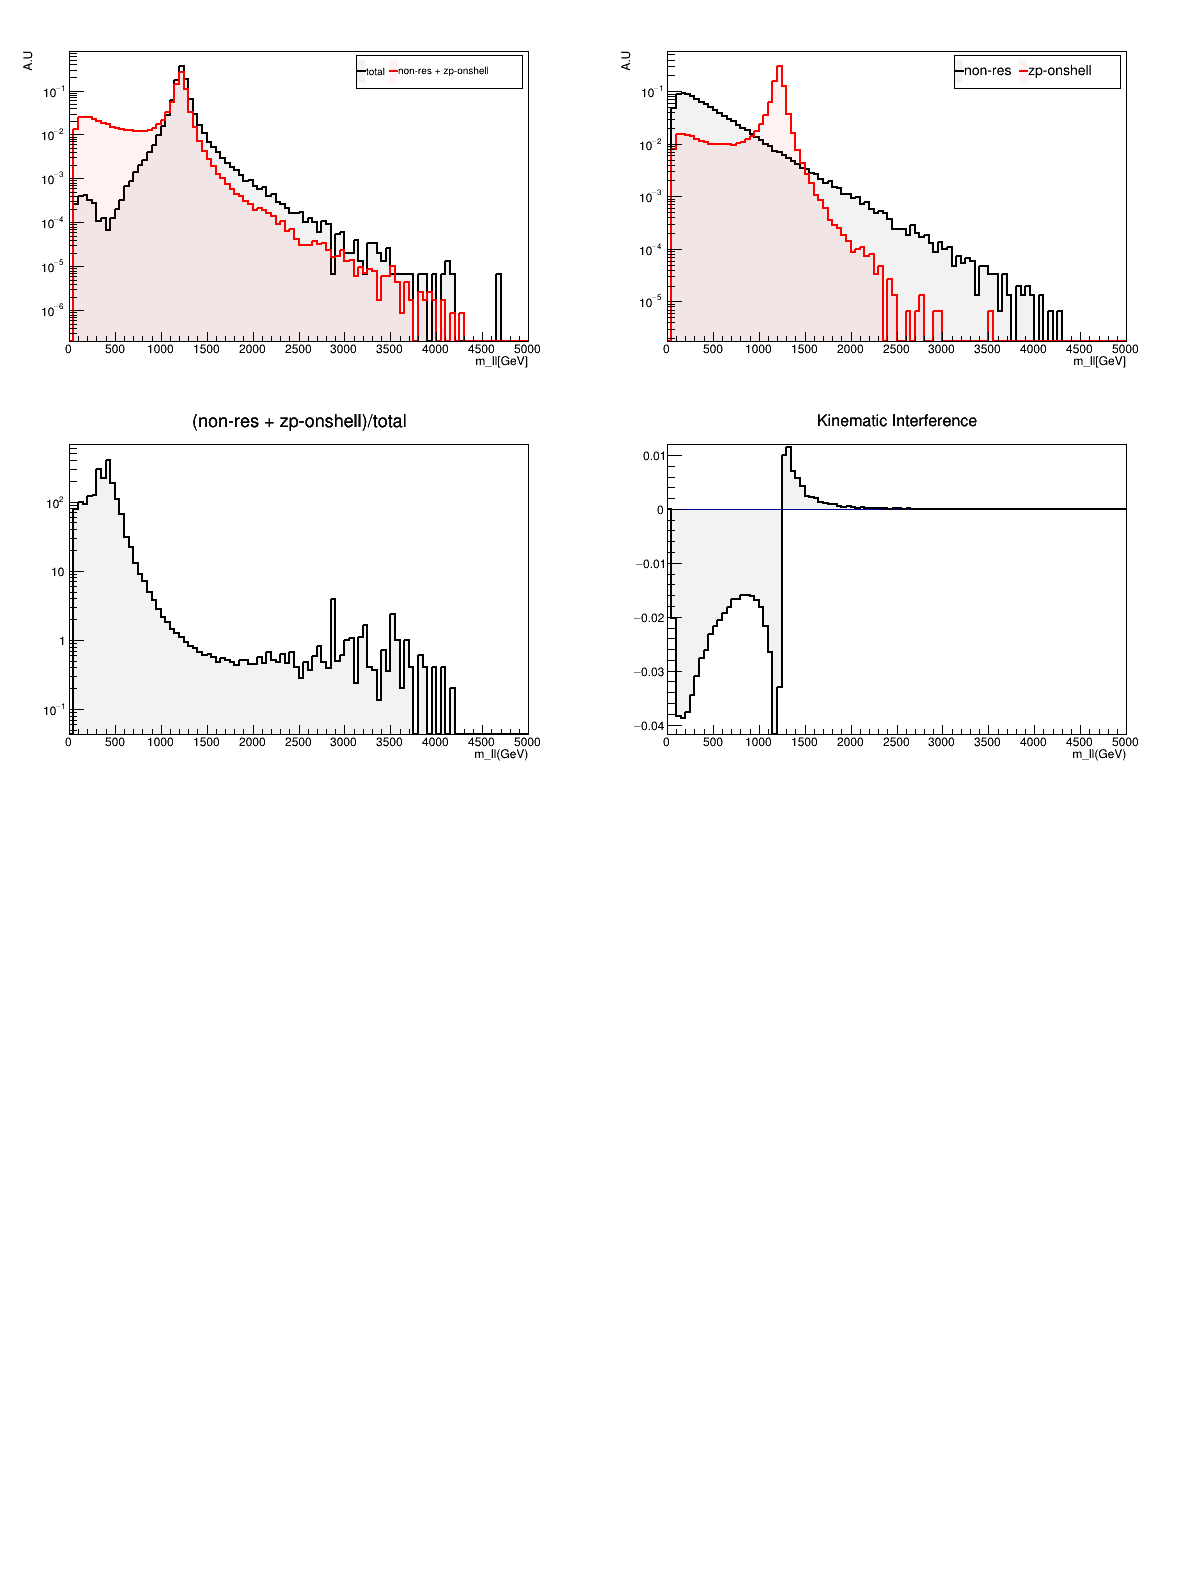 A.U
total non-res + zp-onshell
10⁻¹
10⁻²
10⁻³
10⁻⁴
10⁻⁵
10⁻⁶
0 500 1000 1500 2000 2500 3000 3500 4000 4500 5000
m_ll[GeV]
A.U
non-res zp-onshell
10⁻¹
10⁻²
10⁻³
10⁻⁴
10⁻⁵
0 500 1000 1500 2000 2500 3000 3500 4000 4500 5000
m_ll[GeV]
(non-res + zp-onshell)/total
10²
10
1
10⁻¹
0 500 1000 1500 2000 2500 3000 3500 4000 4500 5000
m_ll(GeV)
Kinematic Interference
0.01
0
−0.01
−0.02
−0.03
−0.04
0 500 1000 1500 2000 2500 3000 3500 4000 4500 5000
m_ll(GeV)